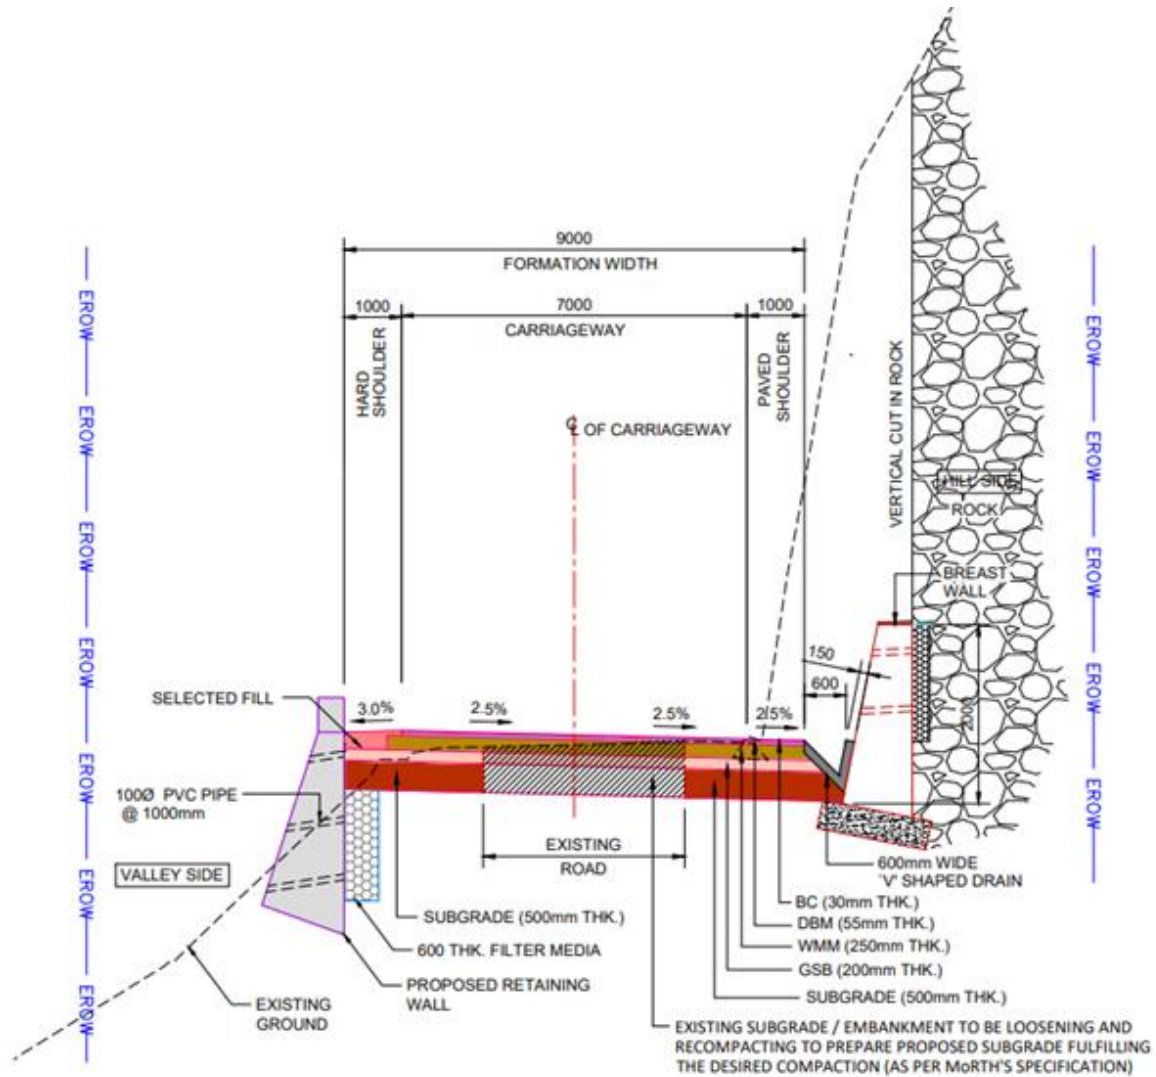 9000
FORMATION WIDTH
1000
7000
1000
CARRIAGEWAY
HARD
SHOULDER
PAVED
SHOULDER
℄ OF CARRIAGEWAY
VERTICAL CUT IN ROCK
HILL SIDE
ROCK
BREAST
WALL
150
600
2000
SELECTED FILL
3.0%
2.5%
2.5%
2.5%
100Ø PVC PIPE
@ 1000mm
VALLEY SIDE
EXISTING
ROAD
600mm WIDE
`V' SHAPED DRAIN
BC (30mm THK.)
DBM (55mm THK.)
WMM (250mm THK.)
GSB (200mm THK.)
SUBGRADE (500mm THK.)
SUBGRADE (500mm THK.)
600 THK. FILTER MEDIA
PROPOSED RETAINING
WALL
EXISTING
GROUND
EXISTING SUBGRADE / EMBANKMENT TO BE LOOSENING AND
RECOMPACTING TO PREPARE PROPOSED SUBGRADE FULFILLING
THE DESIRED COMPACTION (AS PER MoRTH'S SPECIFICATION)
EROW
EROW
EROW
EROW
EROW
EROW
EROW
EROW
EROW
EROW
EROW